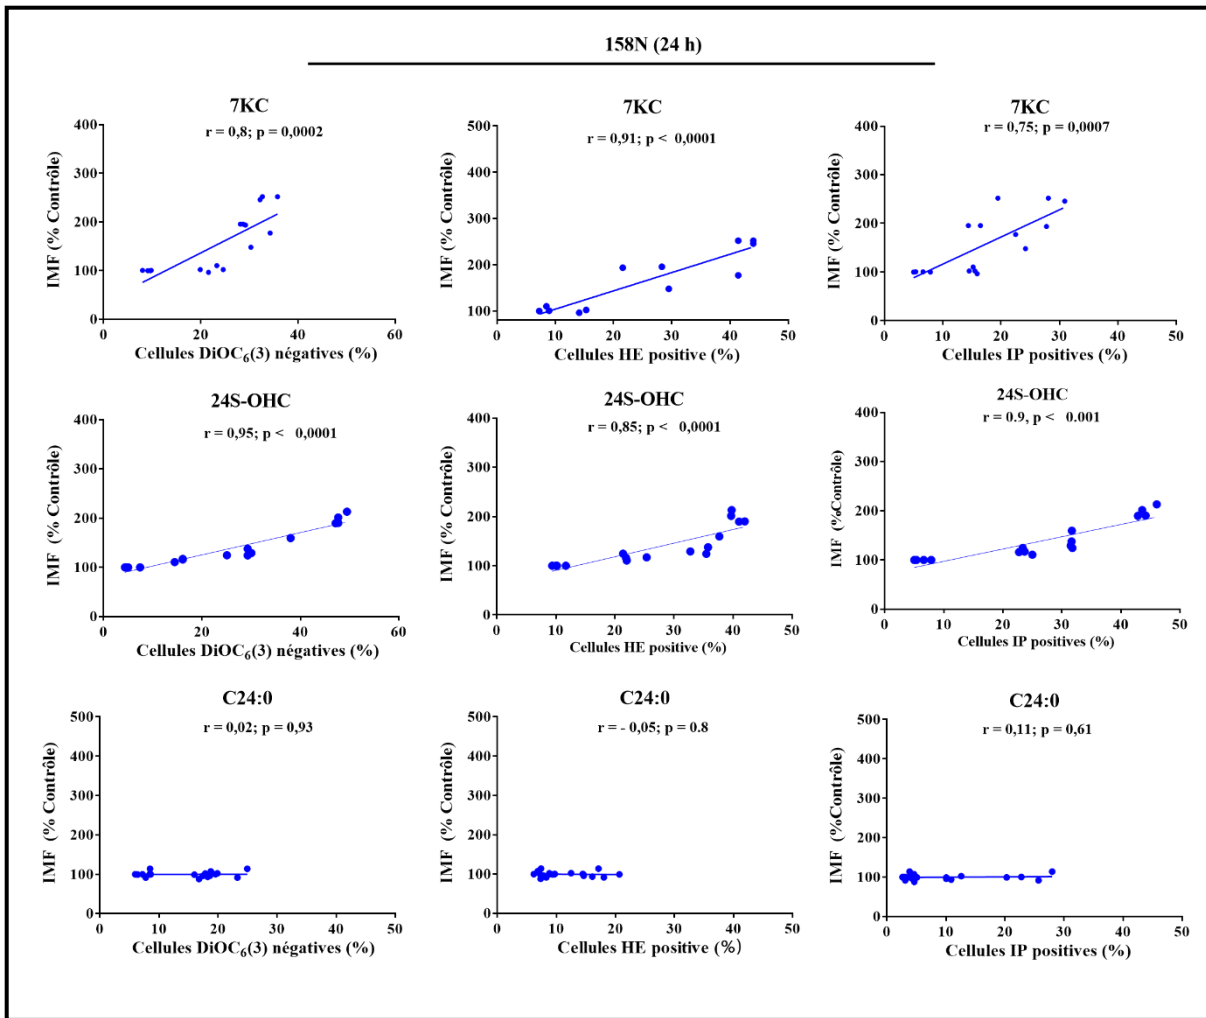 158N (24 h)
7KC
r = 0,8; p = 0,0002
IMF (% Contrôle)
400
300
200
100
0
0 20 40 60
Cellules DiOC6(3) négatives (%)
7KC
r = 0,91; p < 0,0001
IMF (% Contrôle)
500
400
300
200
100
0 10 20 30 40 50
Cellules HE positive (%)
7KC
r = 0,75; p = 0,0007
IMF (% Contrôle)
400
300
200
100
0
0 10 20 30 40 50
Cellules IP positives (%)
24S-OHC
r = 0,95; p < 0,0001
IMF (% Contrôle)
400
300
200
100
0
0 20 40 60
Cellules DiOC6(3) négatives (%)
24S-OHC
r = 0,85; p < 0,0001
IMF (% Contrôle)
400
300
200
100
0
0 10 20 30 40 50
Cellules HE positive (%)
24S-OHC
r = 0.9, p < 0.001
IMF (%Contrôle)
400
300
200
100
0
0 10 20 30 40 50
Cellules IP positives (%)
C24:0
r = 0,02; p = 0,93
IMF (% Contrôle)
500
400
300
200
100
0
0 10 20 30 40 50
Cellules DiOC6(3) négatives (%)
C24:0
r = - 0,05; p = 0.8
IMF (% Contrôle)
500
400
300
200
100
0
0 10 20 30 40 50
Cellules HE positive (%)
C24:0
r = 0,11; p = 0,61
IMF (%Contrôle)
500
400
300
200
100
0
0 10 20 30 40 50
Cellules IP positives (%)